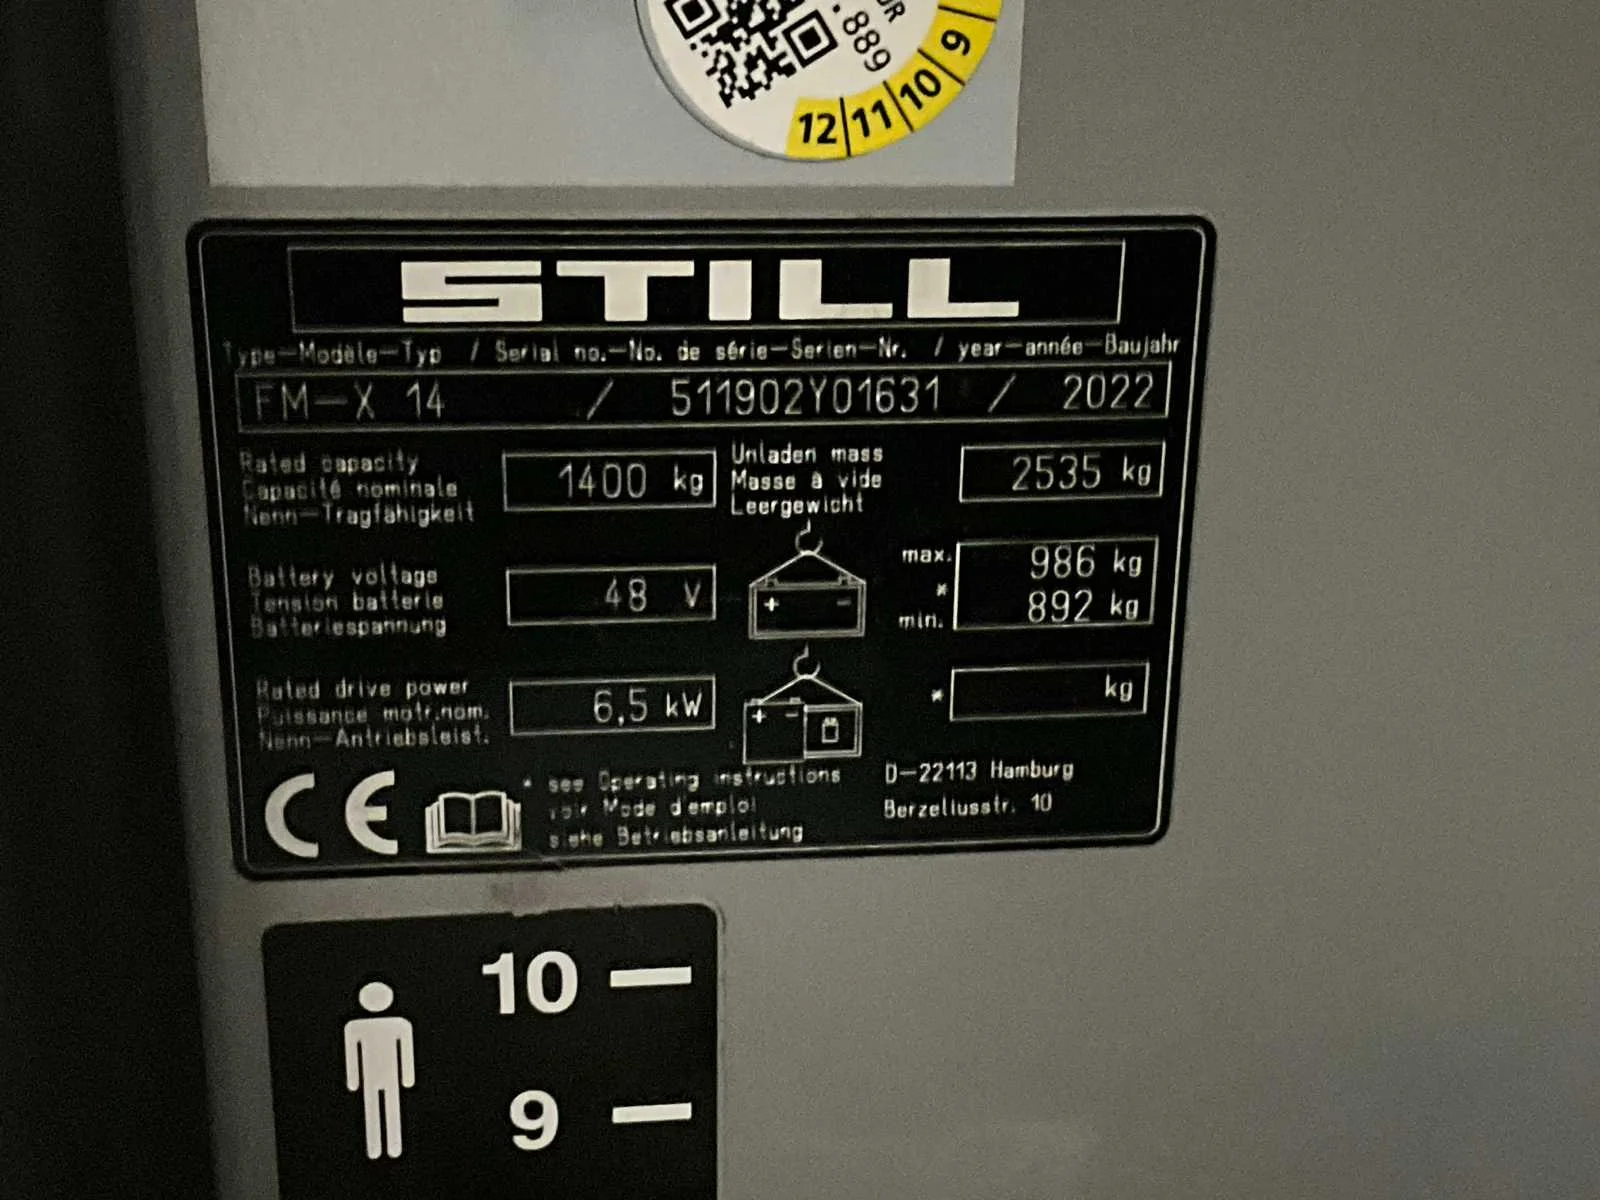 .889
12 11 10 9
STILL
Type-Modèle-Typ / Serial no.-No. de série-Serien-Nr. / year-année-Baujahr
FM-X 14 / 511902Y01631 / 2022
Rated capacity
Capacité nominale
Nenn-Tragfähigkeit
1400 kg
Unladen mass
Masse à vide
Leergewicht
2535 kg
Battery voltage
Tension batterie
Batteriespannung
48 V
+ -
max.
*
min.
986 kg
892 kg
Rated drive power
Puissance motr.nom.
Nenn-Antriebsleist.
6,5 kW
+ -
* kg
CE
* see Operating instructions
voir Mode d'emploi
siehe Betriebsanleitung
D-22113 Hamburg
Berzeliusstr. 10
10
9